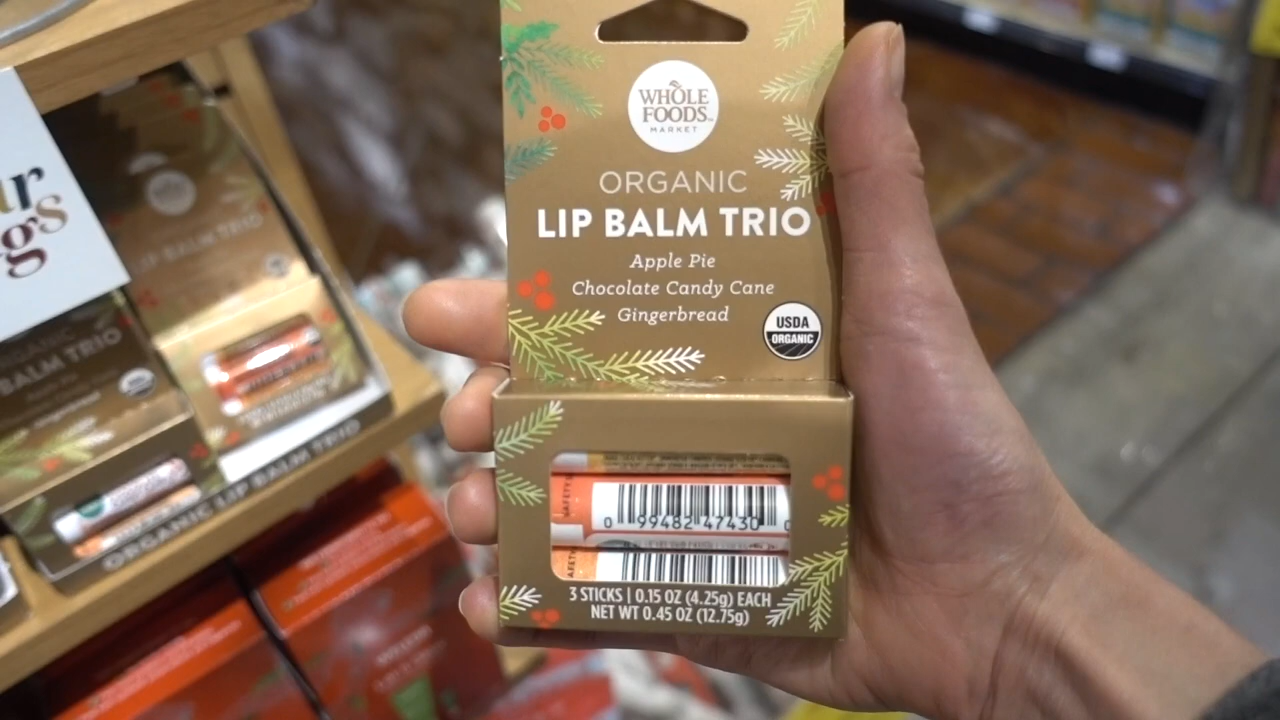 WHOLE
FOODS
MARKET
ORGANIC
LIP BALM TRIO
Apple Pie
Chocolate Candy Cane
Gingerbread
USDA
ORGANIC
0 99482 47430
3 STICKS | 0.15 OZ (4.25g) EACH
NET WT 0.45 OZ (12.75g)
LIP BALM TRIO
BALM TRIO
ORGANIC LIP BALM TRIO